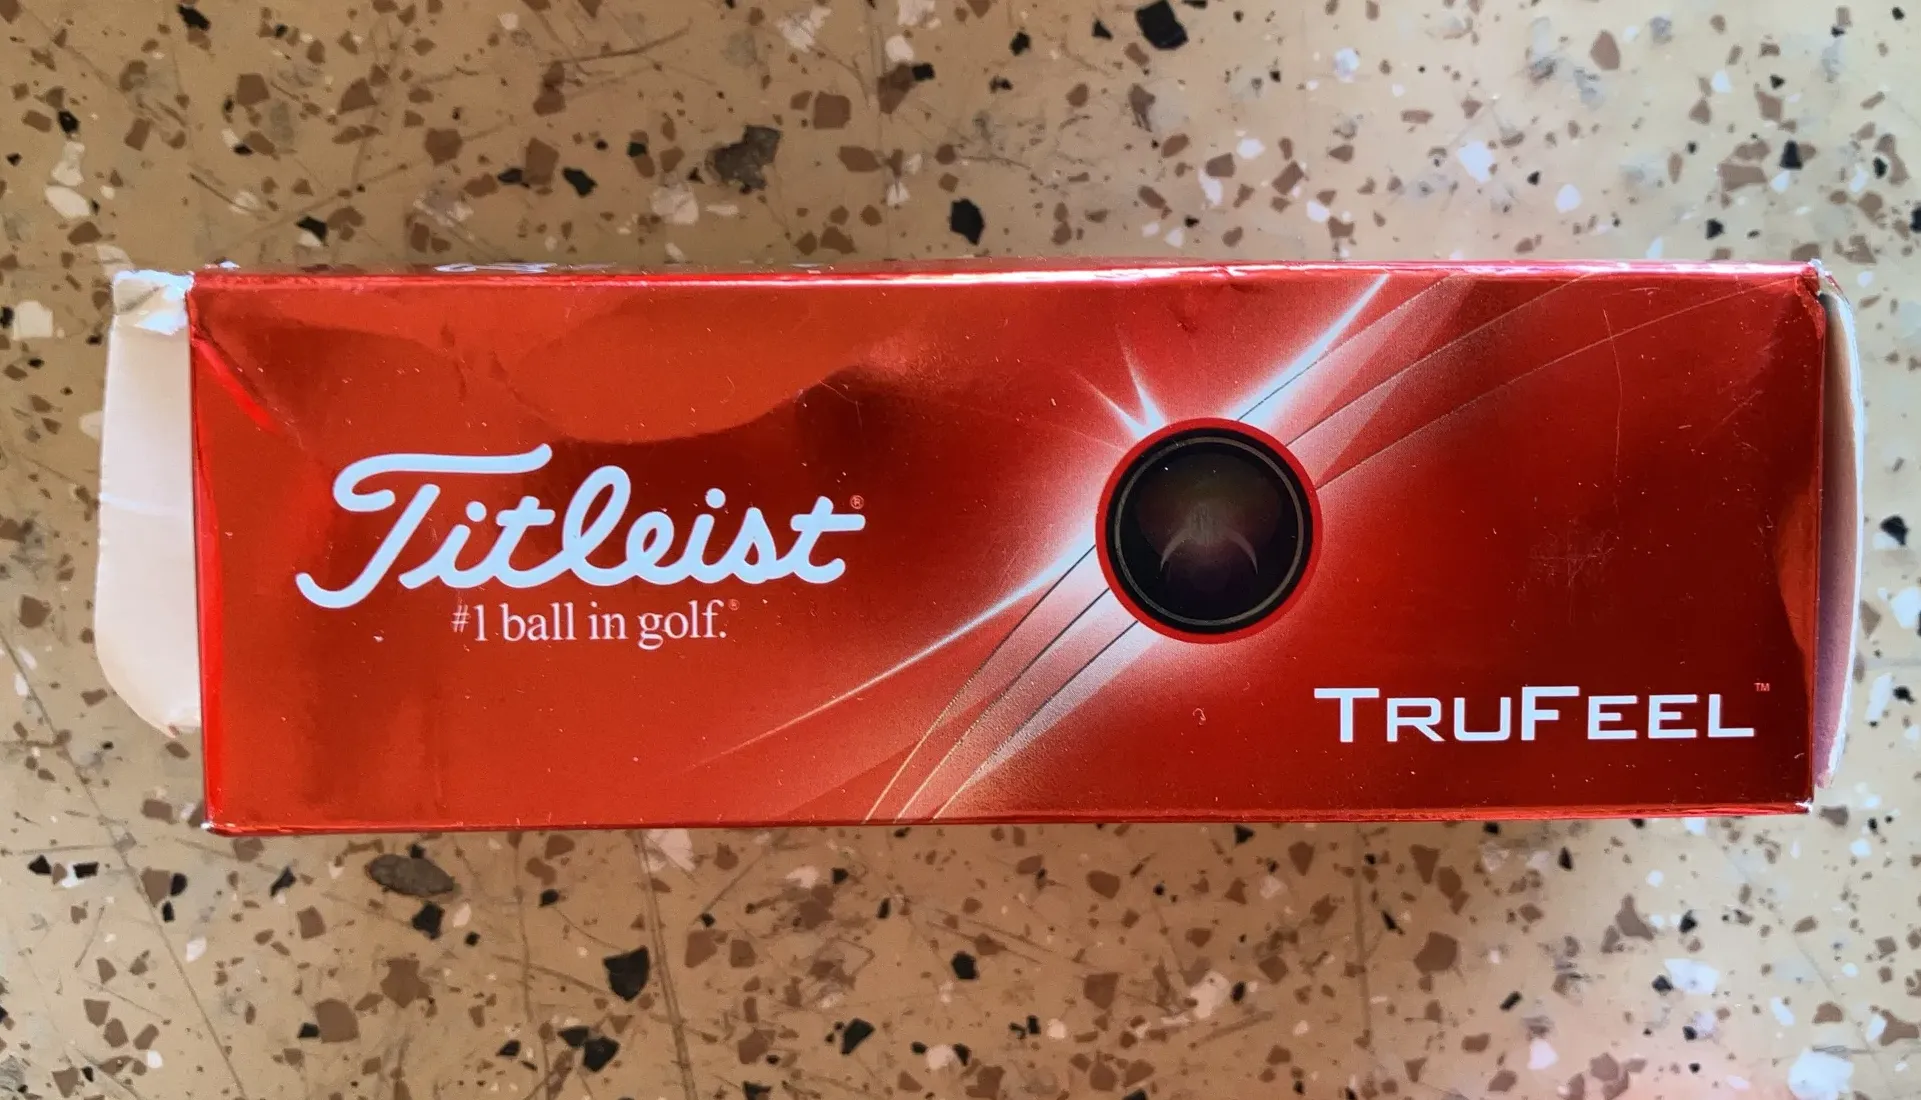 Titleist®
#1 ball in golf.®
TRUFEEL™